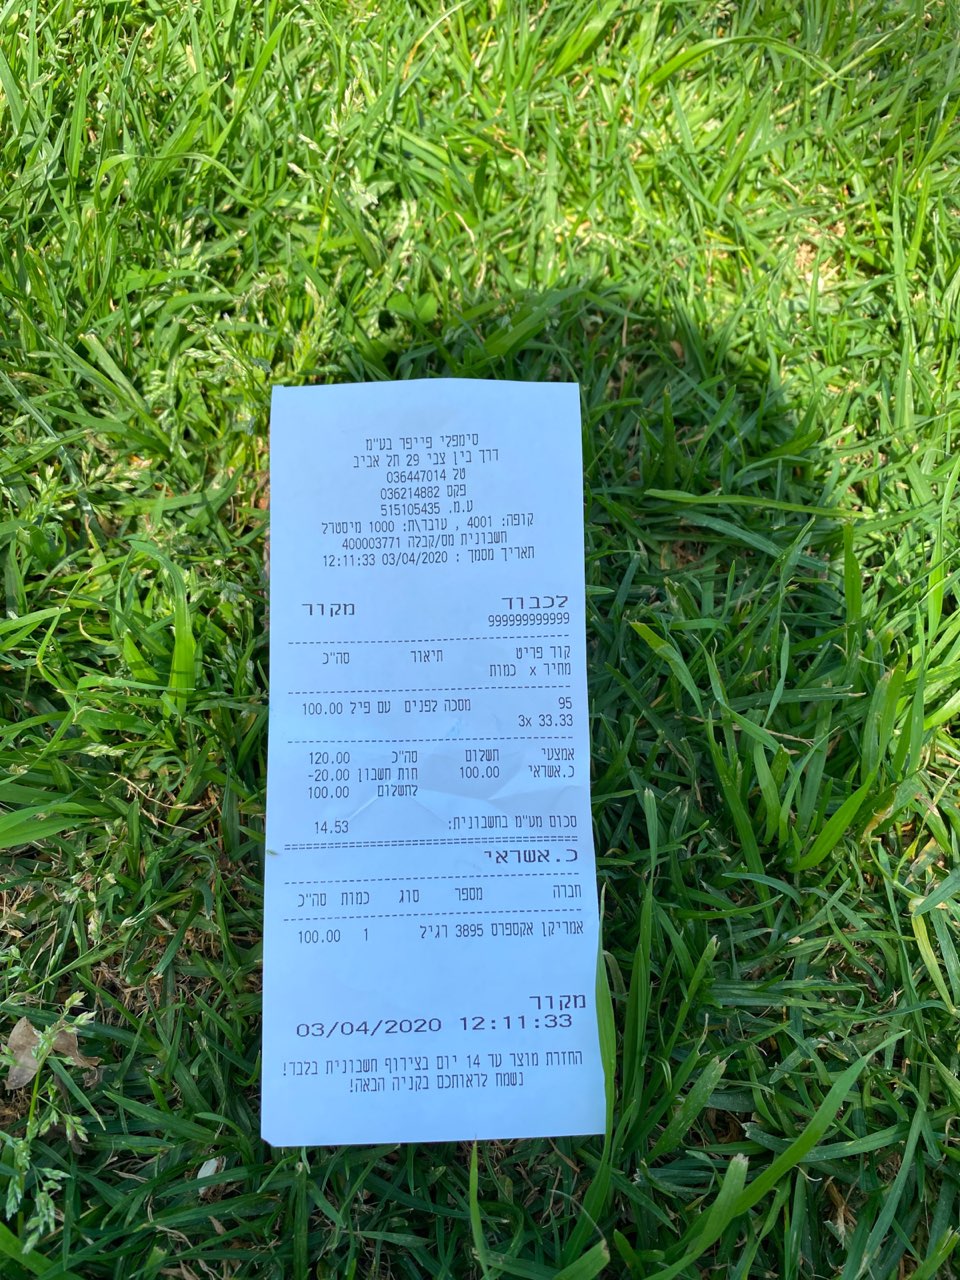 סימפלי פייפר בע"מ
דרך בין צבי 29 תל אביב
טל 036447014
פקס 036214882
ע.מ. 515105435
קופה: 4001 , עובד\ת: 1000 מיסטרל
חשבונית מס/קבלה 400003771
תאריך מסמך : 03/04/2020 12:11:33
לכבוד מקור
999999999999
קוד פריט תיאור סה"כ
מחיר x כמות
95 מסכה לפנים עם פיל 100.00
3x 33.33
אמצעי תשלום סה"כ 120.00
כ.אשראי 100.00 תות חשבון -20.00
לתשלום 100.00
סכום מע"מ בחשבונית: 14.53
כ.אשראי
חברה מספר סוג כמות סה"כ
אמריקן אקספרס 3895 רגיל 1 100.00
מקור
03/04/2020 12:11:33
החזרת מוצר עד 14 יום בצירוף חשבונית בלבד!
נשמח לראותכם בקניה הבאה!